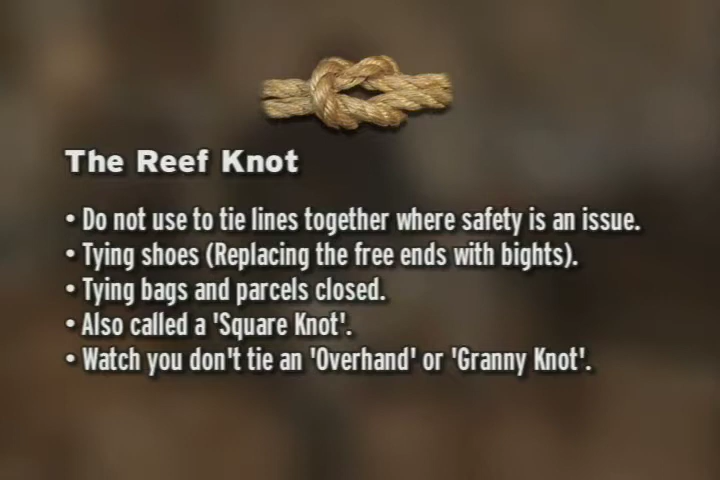 The Reef Knot
• Do not use to tie lines together where safety is an issue.
• Tying shoes (Replacing the free ends with bights).
• Tying bags and parcels closed.
• Also called a 'Square Knot'.
• Watch you don't tie an 'Overhand' or 'Granny Knot'.